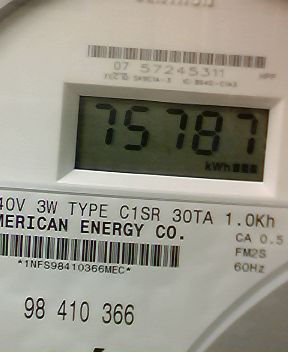 07 57245311
75787
kWh
40V 3W TYPE C1SR 30TA 1.0Kh
MERICAN ENERGY CO.
CA 0.5
FM2S
60Hz
*1NFS98410366MEC*
98 410 366